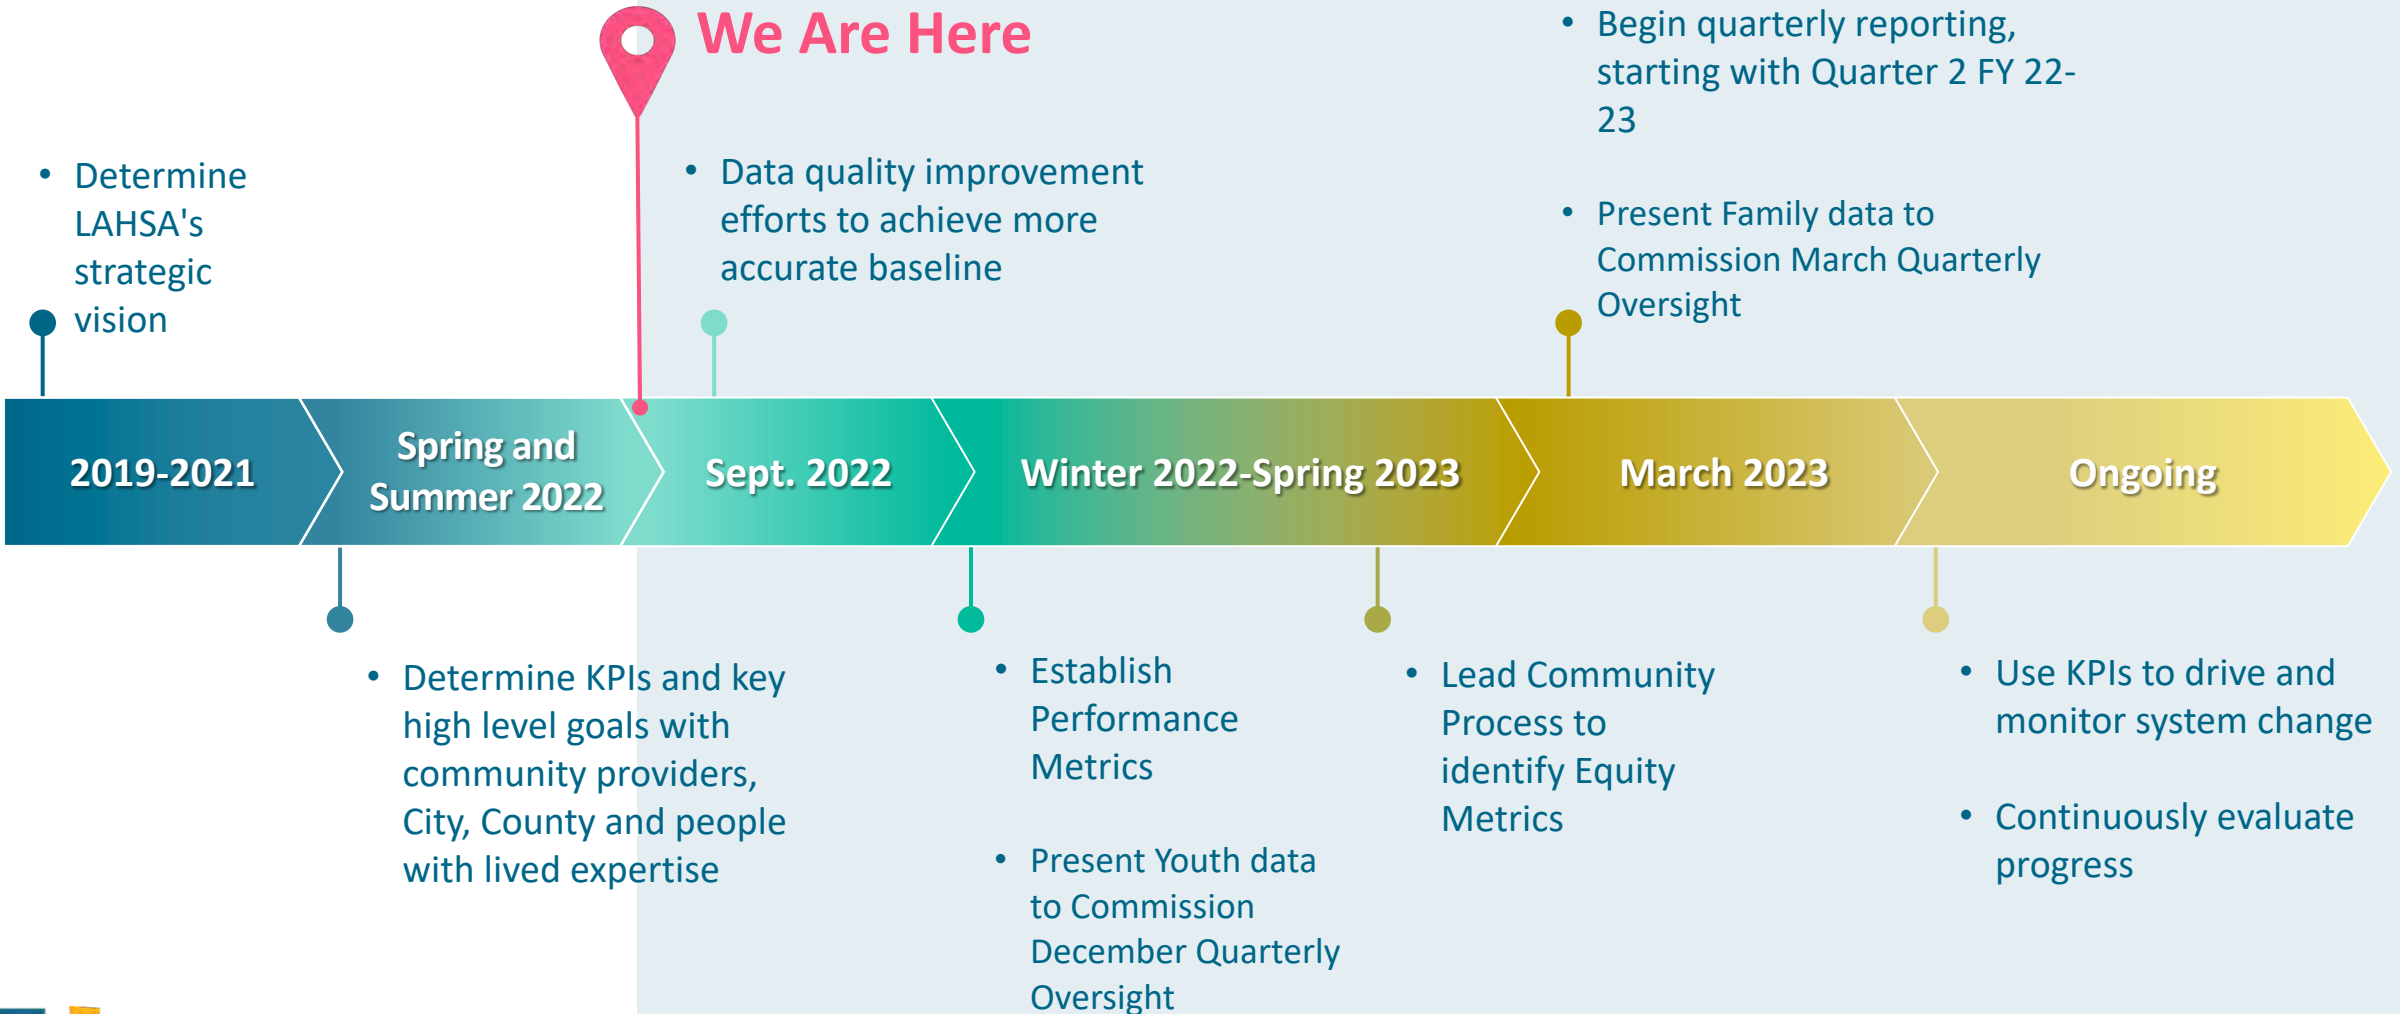 We Are Here
• Determine
LAHSA's
strategic
vision
• Data quality improvement
efforts to achieve more
accurate baseline
• Begin quarterly reporting,
starting with Quarter 2 FY 22-
23
• Present Family data to
Commission March Quarterly
Oversight
2019-2021
Spring and
Summer 2022
Sept. 2022
Winter 2022-Spring 2023
March 2023
Ongoing
• Determine KPIs and key
high level goals with
community providers,
City, County and people
with lived expertise
• Establish
Performance
Metrics
• Present Youth data
to Commission
December Quarterly
Oversight
• Lead Community
Process to
identify Equity
Metrics
• Use KPIs to drive and
monitor system change
• Continuously evaluate
progress